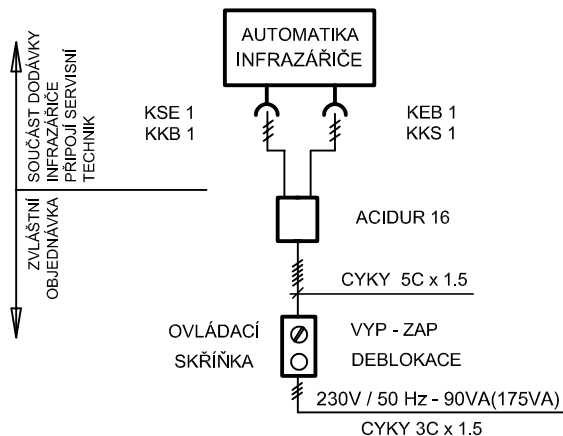 AUTOMATIKA
INFRAZÁŘIČE
KSE 1
KKB 1
KEB 1
KKS 1
SOUČÁST DODÁVKY
INFRAZÁŘIČE
PŘIPOJÍ SERVISNÍ
TECHNIK
ZVLÁŠTNÍ
OBJEDNÁVKA
ACIDUR 16
CYKY 5C x 1.5
OVLÁDACÍ
SKŘÍŇKA
VYP - ZAP
DEBLOKACE
230V / 50 Hz - 90VA(175VA)
CYKY 3C x 1.5